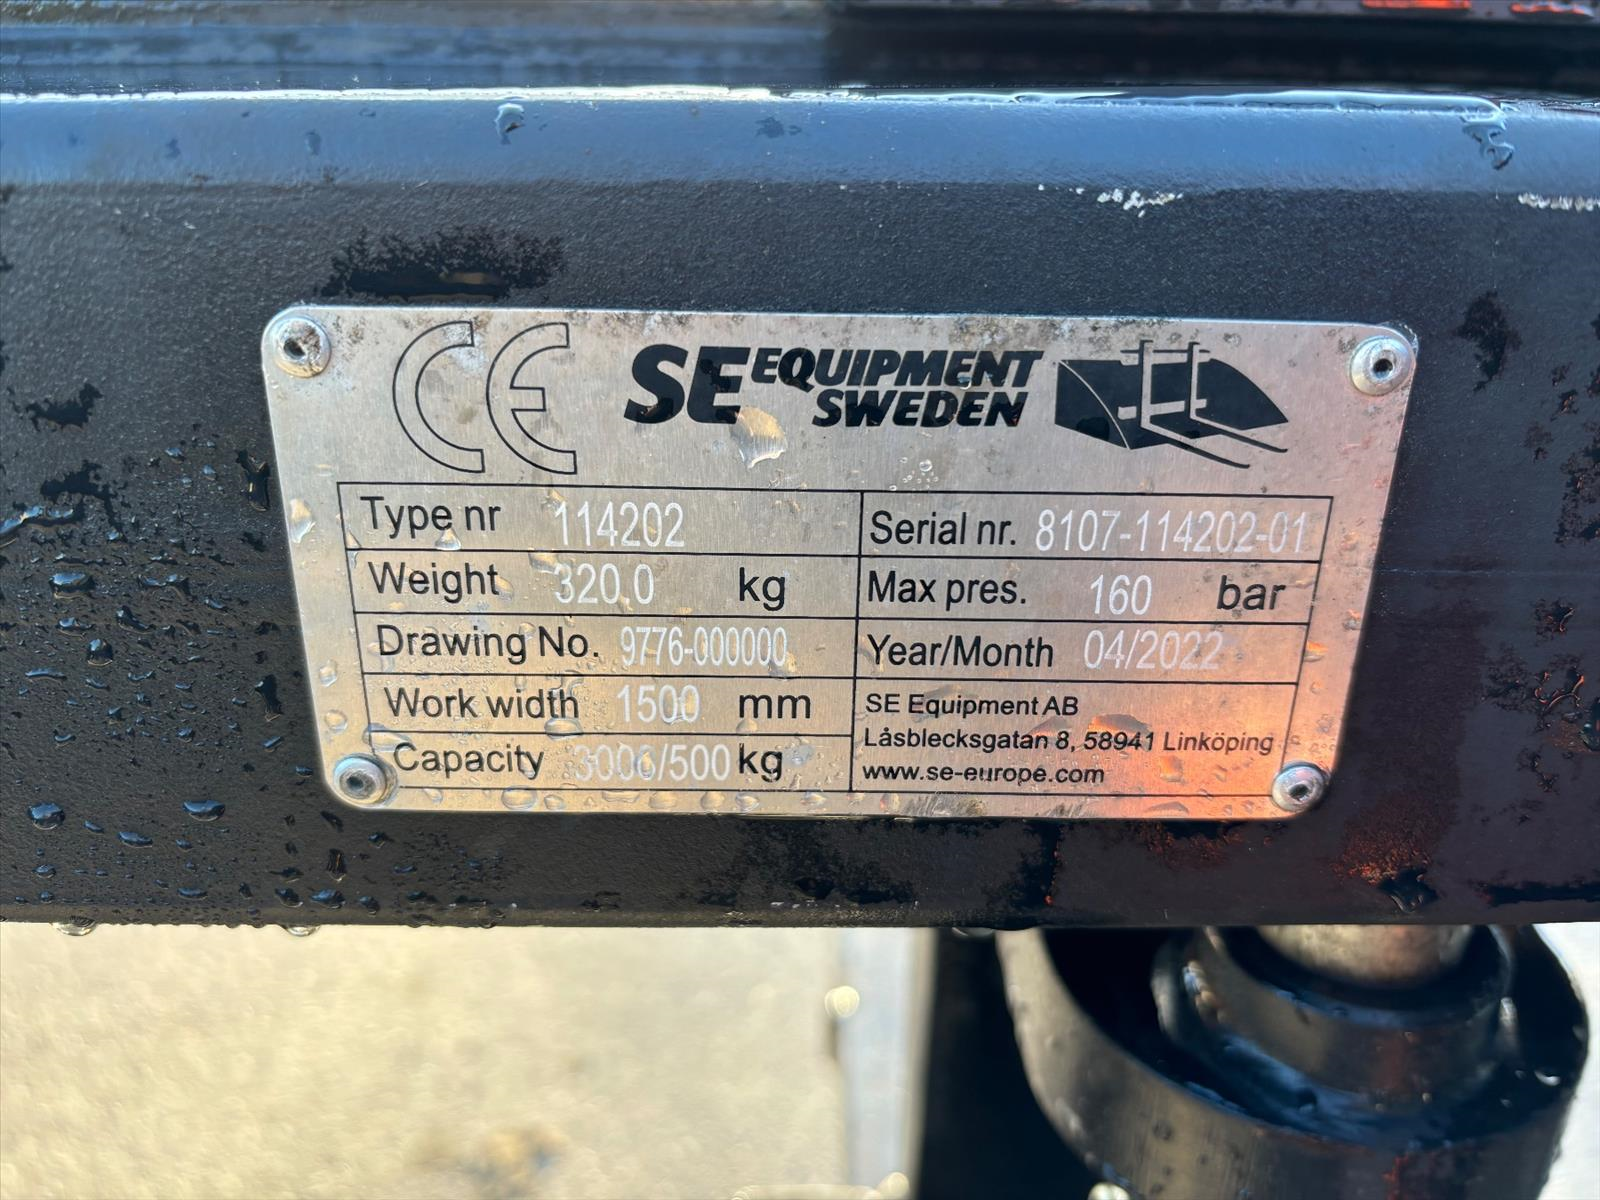 CE
SE EQUIPMENT SWEDEN
Type nr 114202
Serial nr. 8107-114202-01
Weight 320.0 kg
Max pres. 160 bar
Drawing No. 9776-000000
Year/Month 04/2022
Work width 1500 mm
Capacity 3000/500 kg
SE Equipment AB
Låsblecksgatan 8, 58941 Linköping
www.se-europe.com